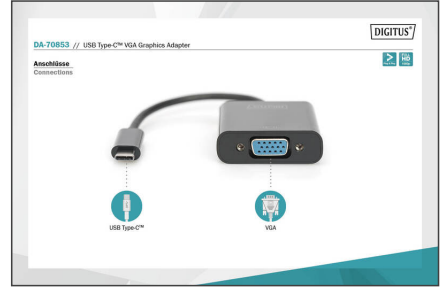 DIGITUS®
DA-70853 // USB Type-C™ VGA Graphics Adapter
Anschlüsse
Connections
USB Type-C™
VGA